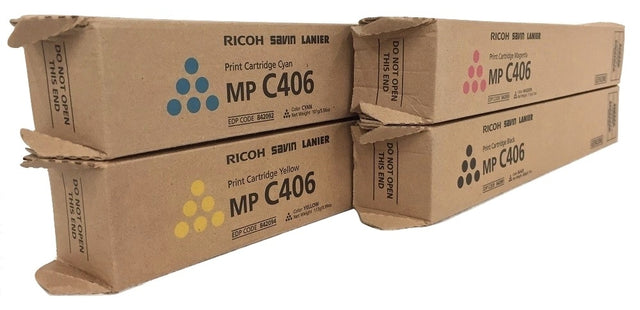 DO NOT OPEN
THIS END
RICOH Savin LANIER
Print Cartridge Cyan
MP C406
Color CYAN
EDP CODE 842092
DO NOT OPEN
THIS END
RICOH Savin LANIER
Print Cartridge Magenta
MP C406
DO NOT OPEN
THIS END
RICOH Savin LANIER
Print Cartridge Yellow
MP C406
Color YELLOW
EDP CODE 842094
DO NOT OPEN
THIS END
RICOH Savin LANIER
Print Cartridge Black
MP C406